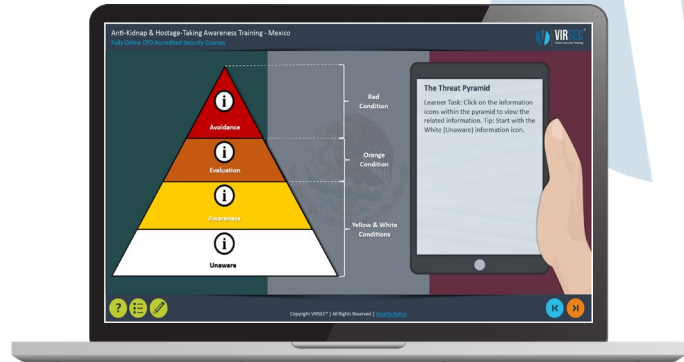 Anti-Kidnap & Hostage-Taking Awareness Training - Mexico
Fully Online CPD Accredited Security Courses
VIRSEC®
Online Security Training
i
Avoidance
i
Evaluation
i
Awareness
i
Unaware
Red
Condition
Orange
Condition
Yellow & White
Conditions
The Threat Pyramid
Learner Task: Click on the information
icons within the pyramid to view the
related information. Tip: Start with the
White (Unaware) information icon.
?
Copyright VIRSEC® | All Rights Reserved | Security Notice